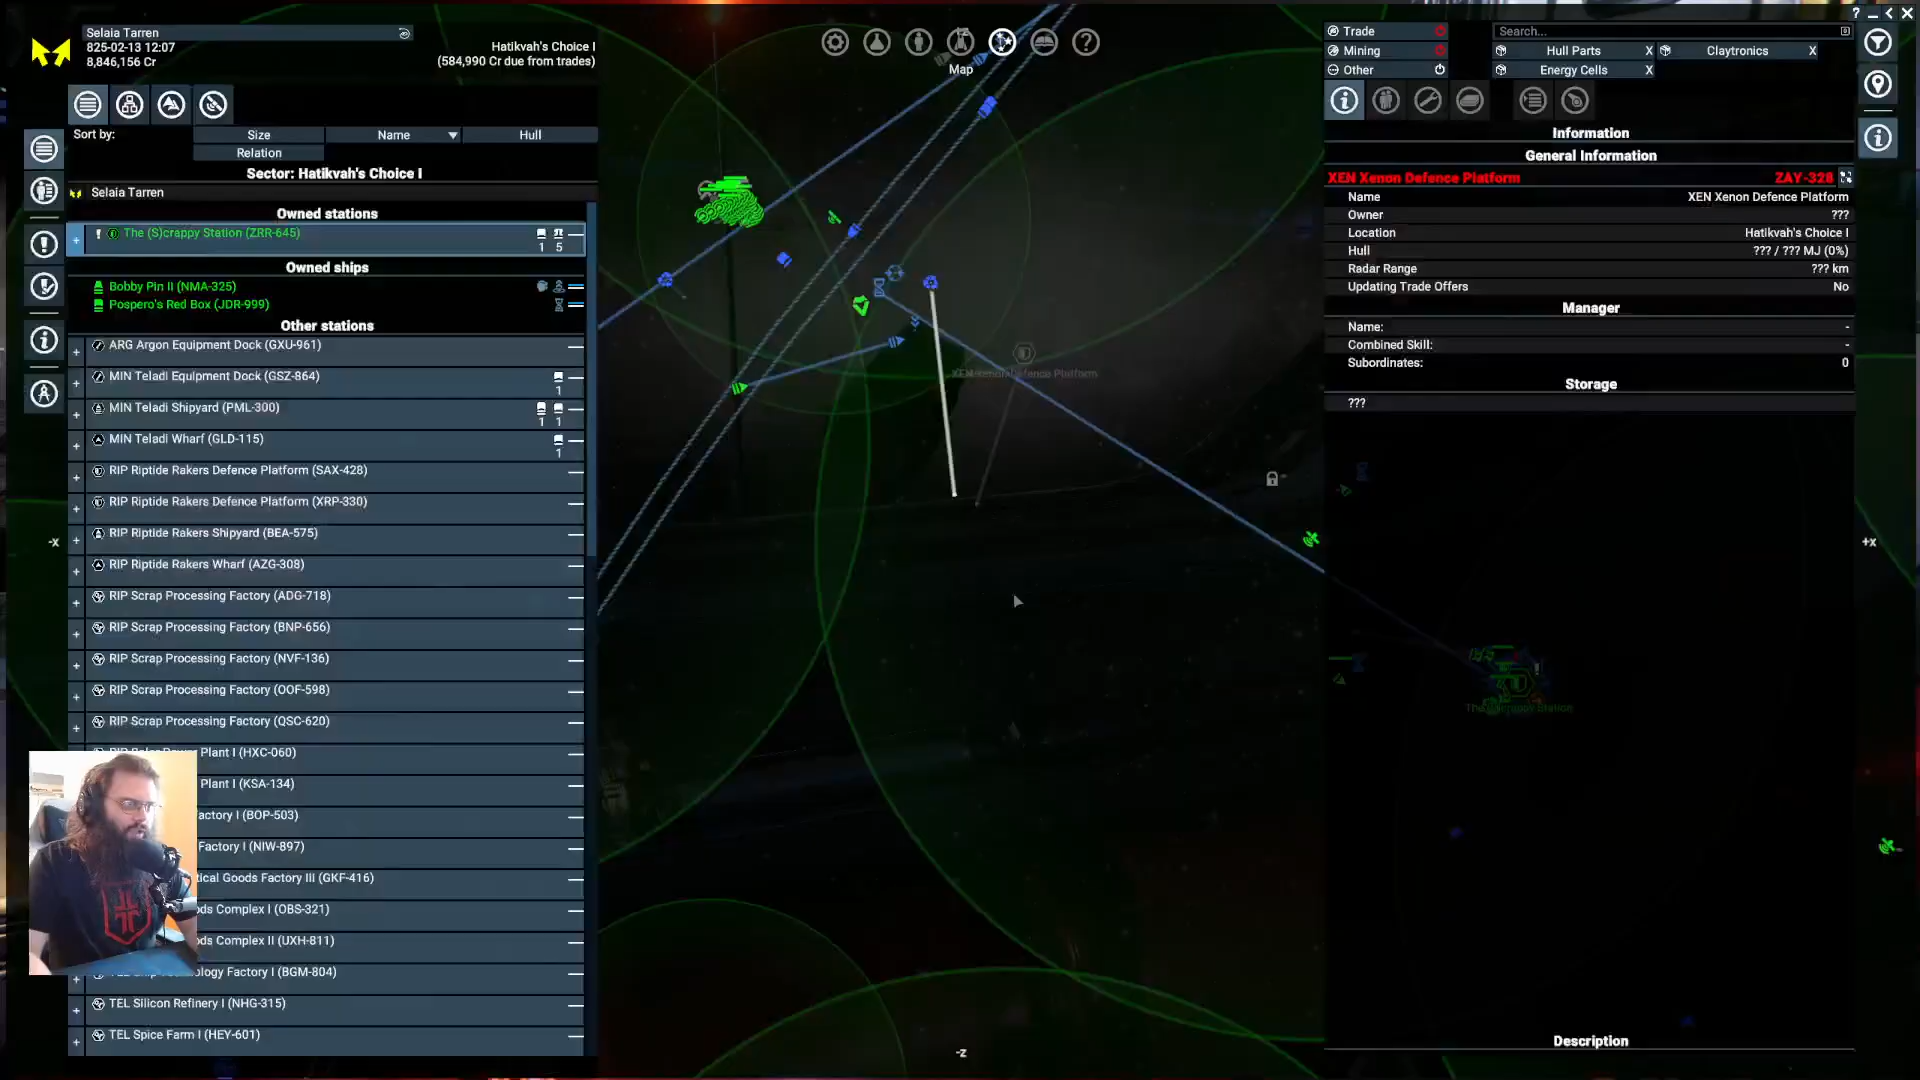 Selaia Tarren
825-02-13 12:07
8,846,156 Cr
Hatikvah's Choice I
(584,990 Cr due from trades)
Map
Sort by:
Size
Name
Hull
Relation
Sector: Hatikvah's Choice I
Selaia Tarren
Owned stations
+ ! The (S)crappy Station (ZRR-645)
1 5
Owned ships
Bobby Pin II (NMA-325)
Pospero's Red Box (JDR-999)
Other stations
+ ARG Argon Equipment Dock (GXU-961)
+ MIN Teladi Equipment Dock (GSZ-864)
1
+ MIN Teladi Shipyard (PML-300)
1 1
+ MIN Teladi Wharf (GLD-115)
1
+ RIP Riptide Rakers Defence Platform (SAX-428)
+ RIP Riptide Rakers Defence Platform (XRP-330)
+ RIP Riptide Rakers Shipyard (BEA-575)
+ RIP Riptide Rakers Wharf (AZG-308)
+ RIP Scrap Processing Factory (ADG-718)
+ RIP Scrap Processing Factory (BNP-656)
+ RIP Scrap Processing Factory (NVF-136)
+ RIP Scrap Processing Factory (OOF-598)
+ RIP Scrap Processing Factory (QSC-620)
Plant I (HXC-060)
Plant I (KSA-134)
actory I (BOP-503)
Factory I (NIW-897)
tical Goods Factory III (GKF-416)
ods Complex I (OBS-321)
ods Complex II (UXH-811)
ology Factory I (BGM-804)
+ TEL Silicon Refinery I (NHG-315)
+ TEL Spice Farm I (HEY-601)
-x
+x
-z
XEN Xenon Defence Platform
The (S)crappy Station
Trade
Mining
Other
Search...
Hull Parts X
Claytronics X
Energy Cells X
Information
General Information
XEN Xenon Defence Platform ZAY-328
Name XEN Xenon Defence Platform
Owner ???
Location Hatikvah's Choice I
Hull ??? / ??? MJ (0%)
Radar Range ??? km
Updating Trade Offers No
Manager
Name: -
Combined Skill: -
Subordinates: 0
Storage
???
Description